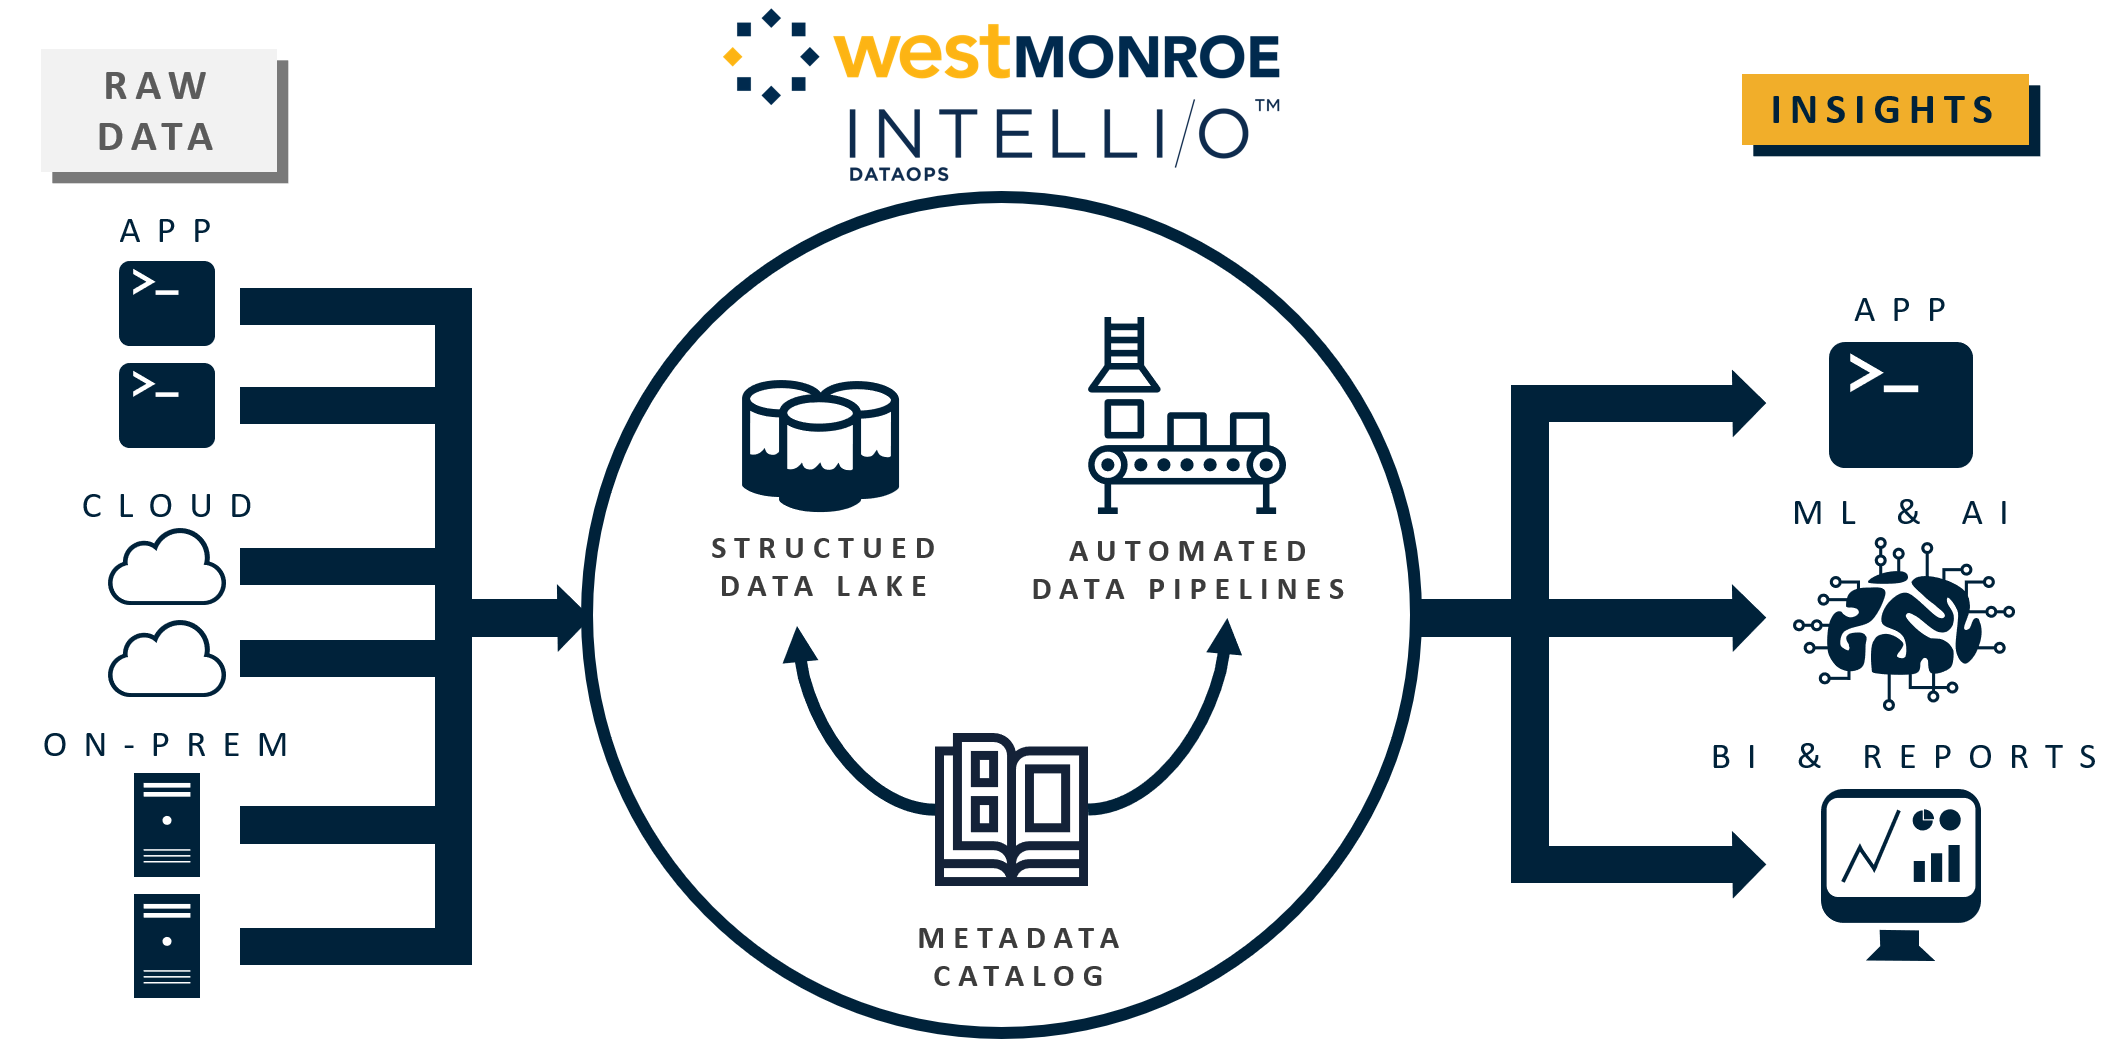 RAW
DATA
APP
>_
>_
CLOUD
ON-PREM
westMONROE
INTELLI/O™
DATAOPS
STRUCTUED
DATA LAKE
AUTOMATED
DATA PIPELINES
METADATA
CATALOG
INSIGHTS
APP
>_
ML & AI
BI & REPORTS